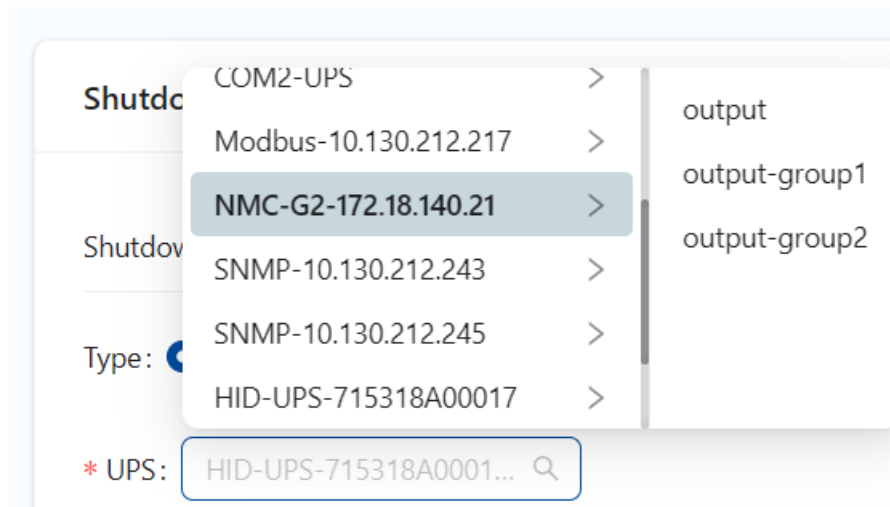 COM2-UPS
Shutdo
Modbus-10.130.212.217
NMC-G2-172.18.140.21
Shutdow
SNMP-10.130.212.243
SNMP-10.130.212.245
Type:
HID-UPS-715318A00017
output
output-group1
output-group2
* UPS: HID-UPS-715318A0001...